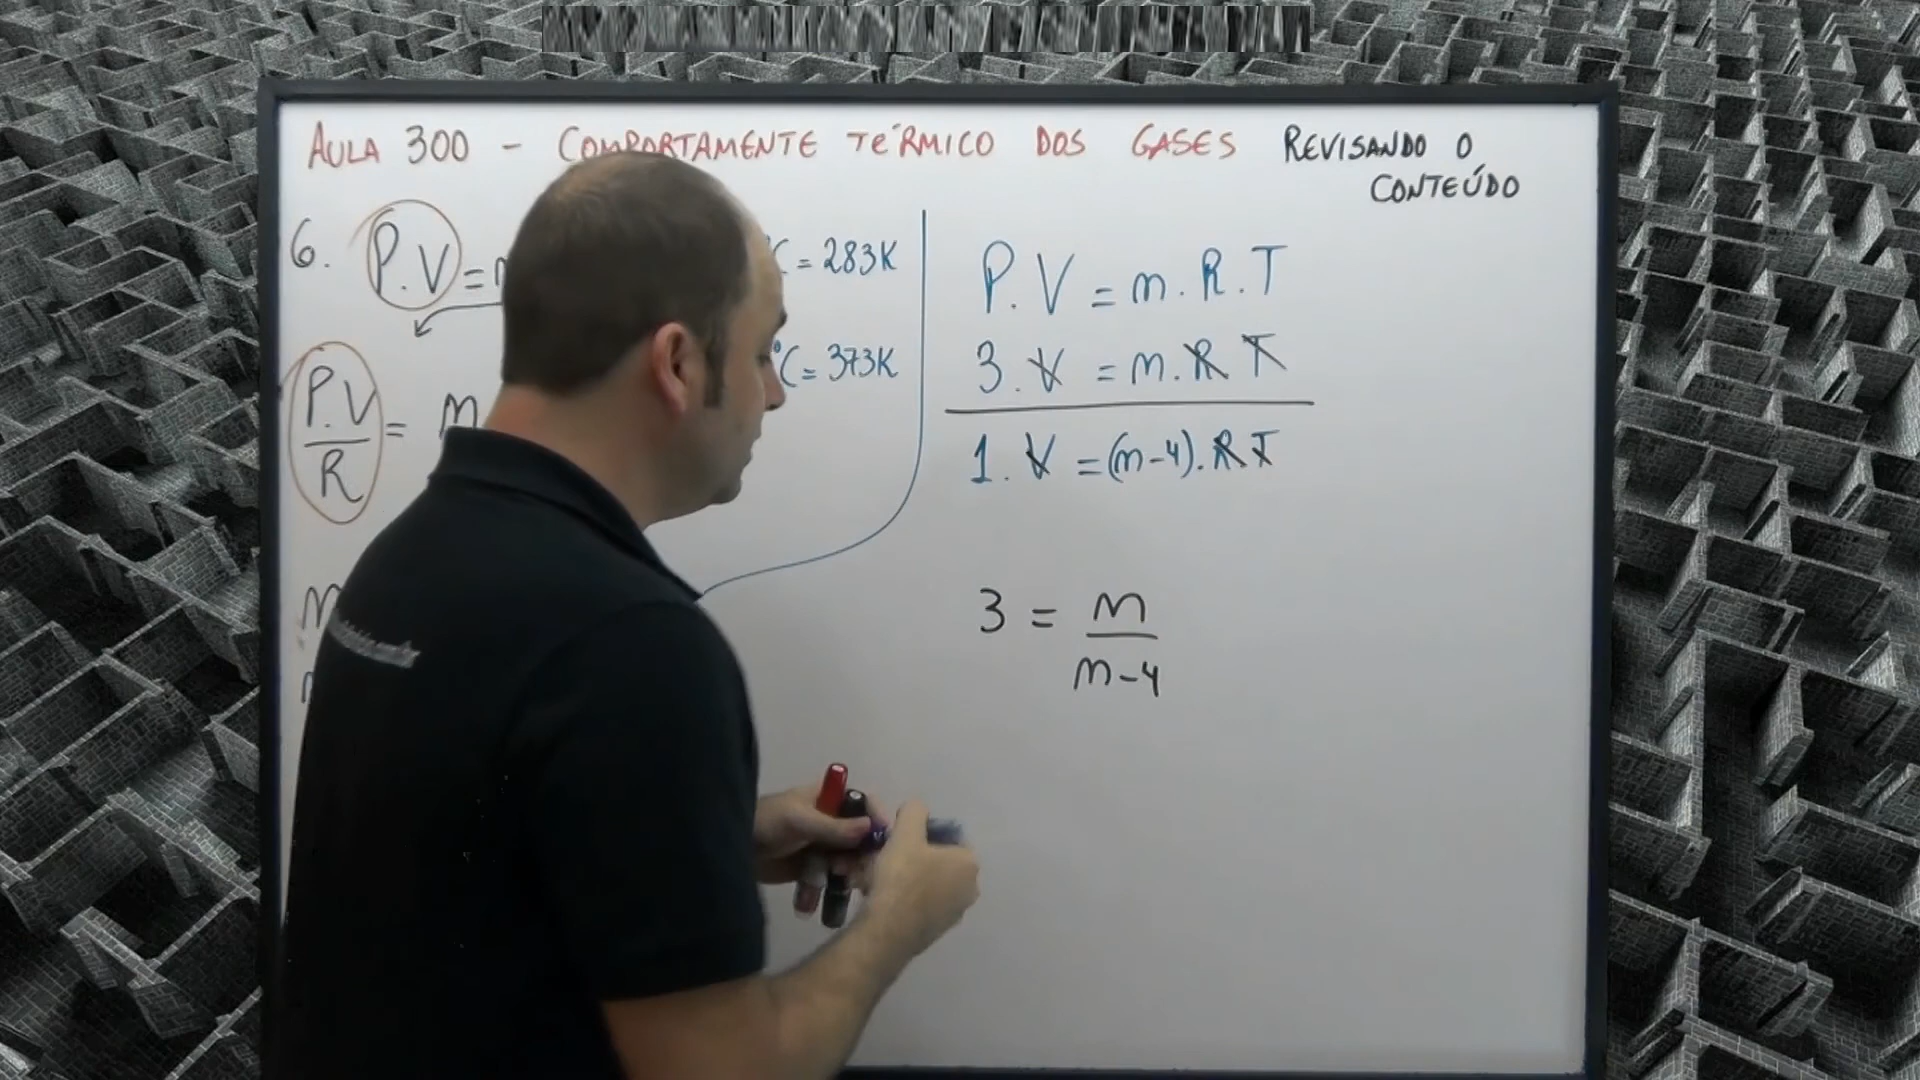 AULA 300 - COMPORTAMENTE TÉRMICO DOS GASES REVISANDO O
CONTEÚDO
6. P.V =
°C = 283K
°C = 373K
P.V
R
= m
P.V = m.R.T
3.V = m.R T
1.V = (m-4).R T
3 = m
m-4